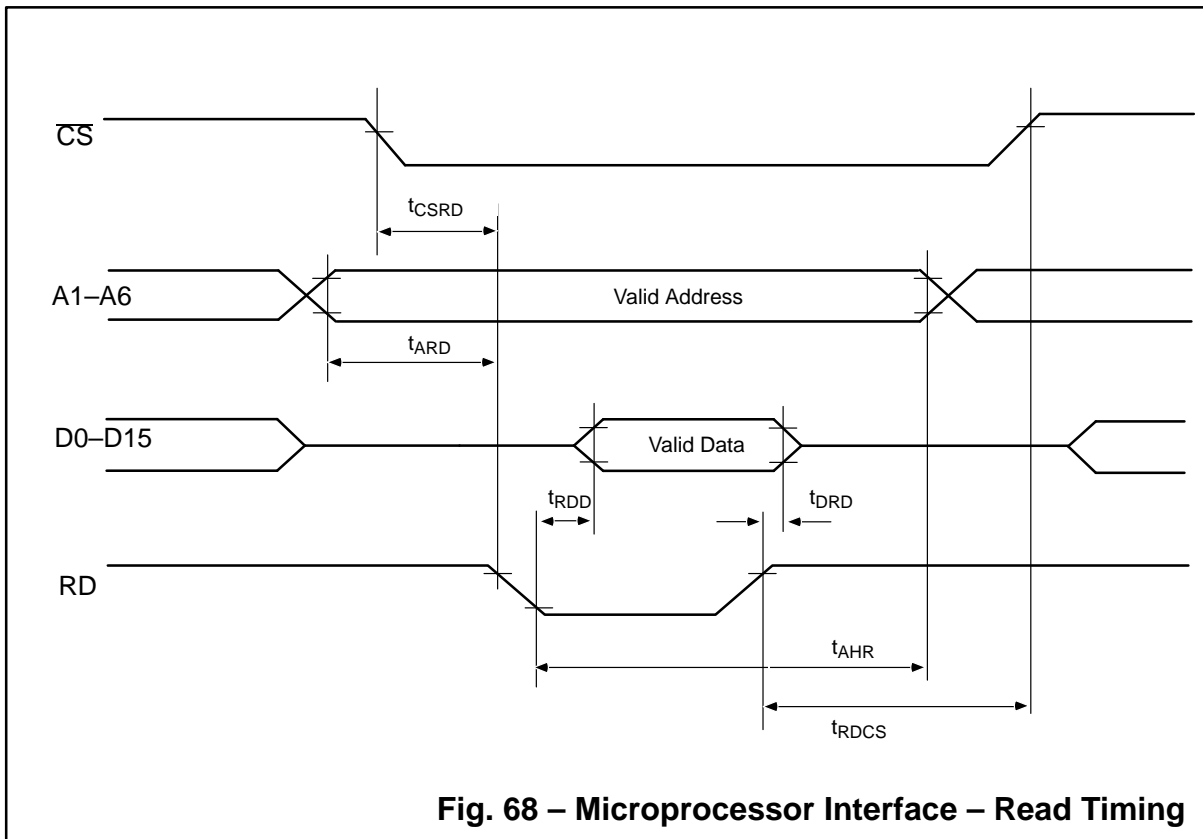 CS
tCSRD
A1–A6
Valid Address
tARD
D0–D15
Valid Data
tRDD
tDRD
RD
tAHR
tRDCS
Fig. 68 – Microprocessor Interface – Read Timing